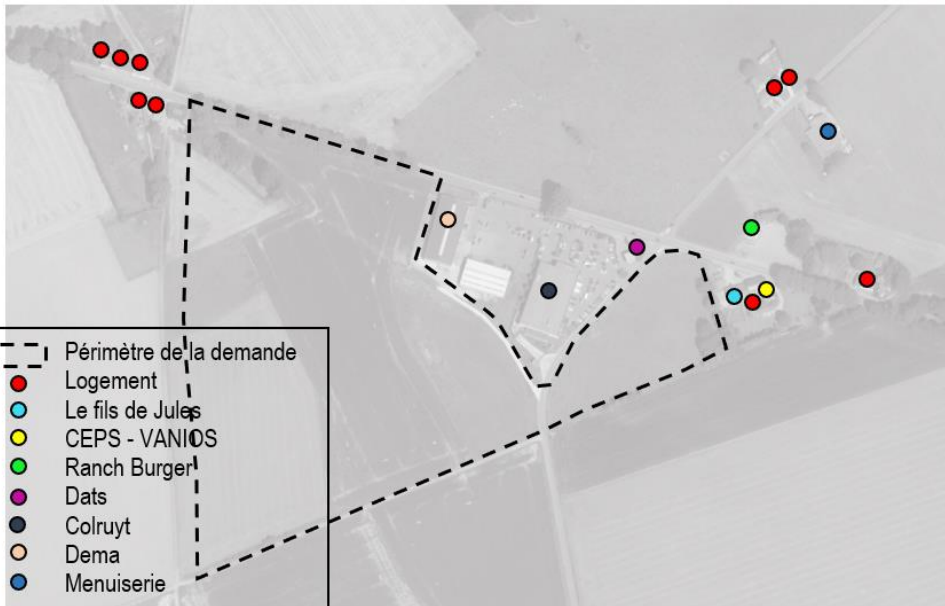 Périmètre de la demande
Logement
Le fils de Jules
CEPS - VANIOS
Ranch Burger
Dats
Colruyt
Dema
Menuiserie